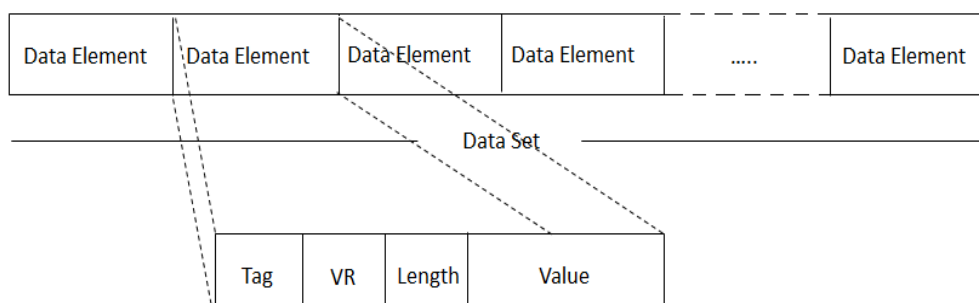 Data Element Data Element Data Element Data Element ..... Data Element
Data Set
Tag VR Length Value